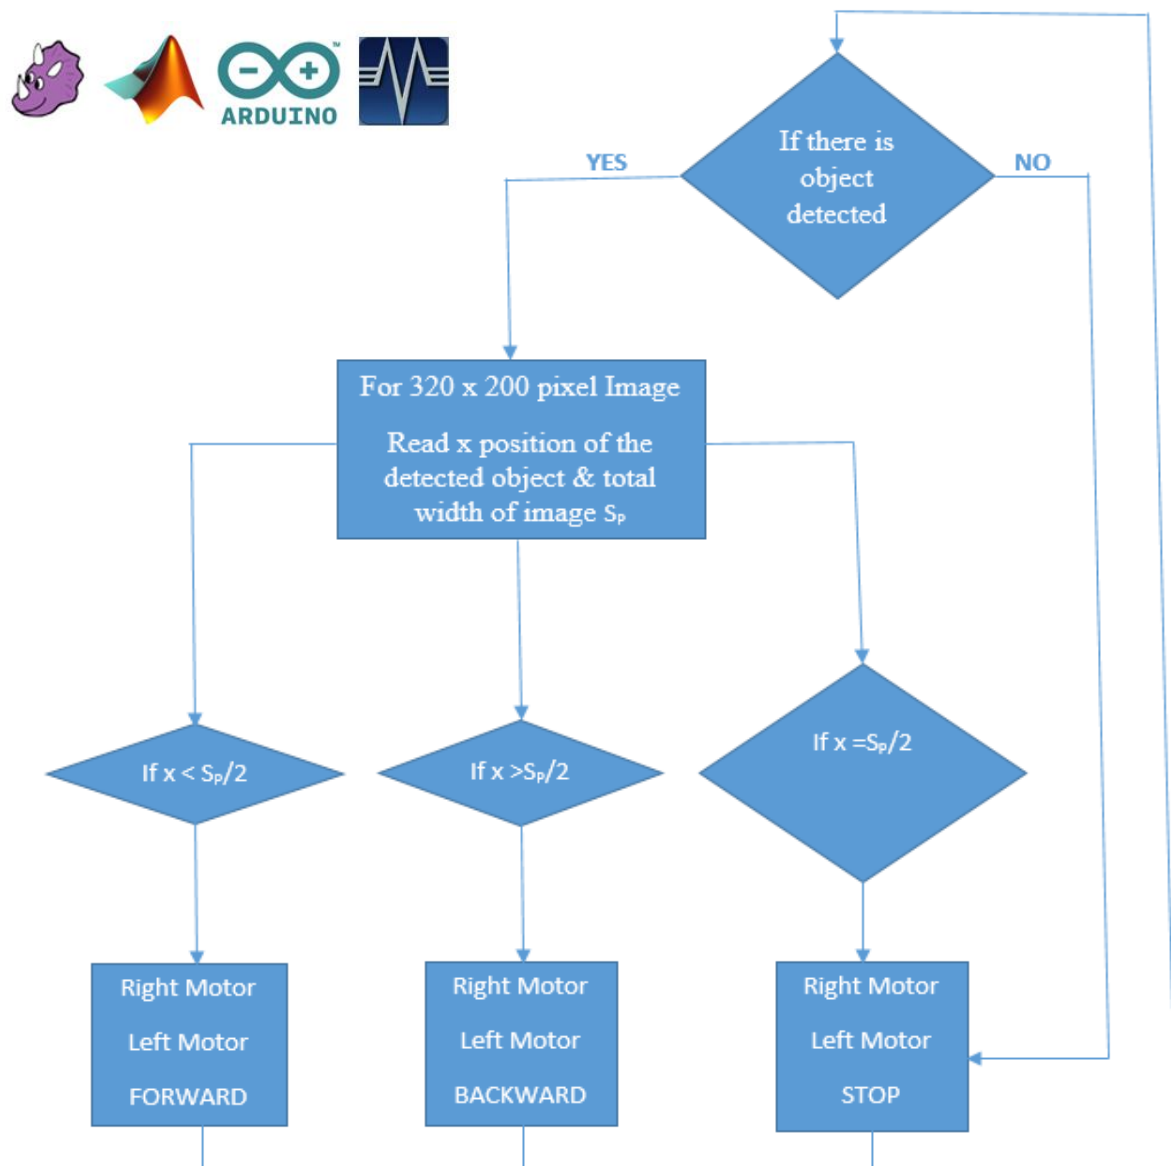 ARDUINO
TM
If there is
object
detected
YES
NO
For 320 x 200 pixel Image
Read x position of the
detected object & total
width of image Sₚ
If x < Sₚ/2
If x >Sₚ/2
If x =Sₚ/2
Right Motor
Left Motor
FORWARD
Right Motor
Left Motor
BACKWARD
Right Motor
Left Motor
STOP